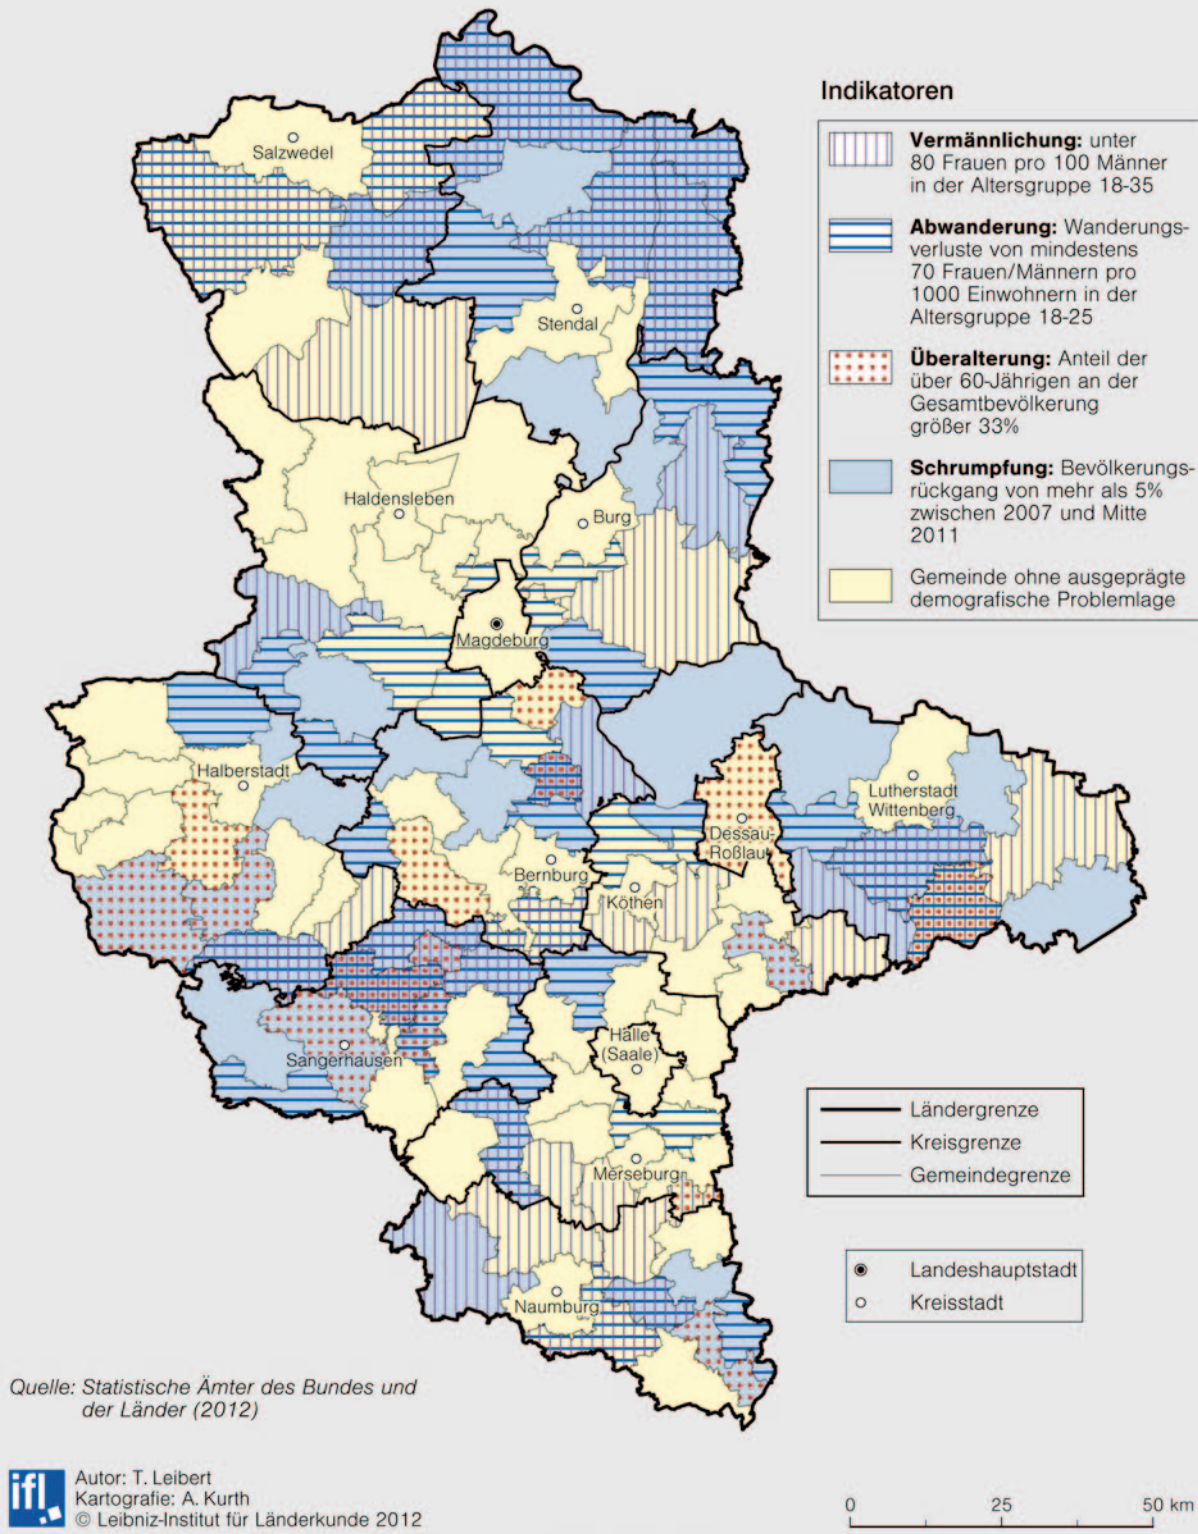 Indikatoren
Vermännlichung: unter
80 Frauen pro 100 Männer
in der Altersgruppe 18-35
Abwanderung: Wanderungs-
verluste von mindestens
70 Frauen/Männern pro
1000 Einwohnern in der
Altersgruppe 18-25
Überalterung: Anteil der
über 60-Jährigen an der
Gesamtbevölkerung
größer 33%
Schrumpfung: Bevölkerungs-
rückgang von mehr als 5%
zwischen 2007 und Mitte
2011
Gemeinde ohne ausgeprägte
demografische Problemlage
Salzwedel
Stendal
Haldensleben
Burg
Magdeburg
Halberstadt
Lutherstadt
Wittenberg
Dessau-
Roßlau
Bernburg
Köthen
Halle
(Saale)
Sangerhausen
Merseburg
Naumburg
Ländergrenze
Kreisgrenze
Gemeindegrenze
Landeshauptstadt
Kreisstadt
Quelle: Statistische Ämter des Bundes und
der Länder (2012)
ifl
Autor: T. Leibert
Kartografie: A. Kurth
© Leibniz-Institut für Länderkunde 2012
0 25 50 km